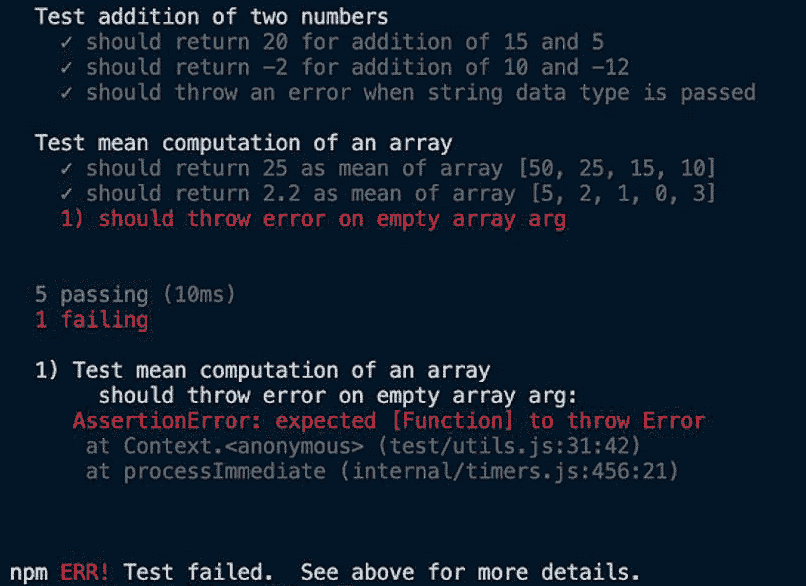 Test addition of two numbers
✓ should return 20 for addition of 15 and 5
✓ should return -2 for addition of 10 and -12
✓ should throw an error when string data type is passed
Test mean computation of an array
✓ should return 25 as mean of array [50, 25, 15, 10]
✓ should return 2.2 as mean of array [5, 2, 1, 0, 3]
1) should throw error on empty array arg
5 passing (10ms)
1 failing
1) Test mean computation of an array
should throw error on empty array arg:
AssertionError: expected [Function] to throw Error
at Context.<anonymous> (test/utils.js:31:42)
at processImmediate (internal/timers.js:456:21)
npm ERR! Test failed.  See above for more details.